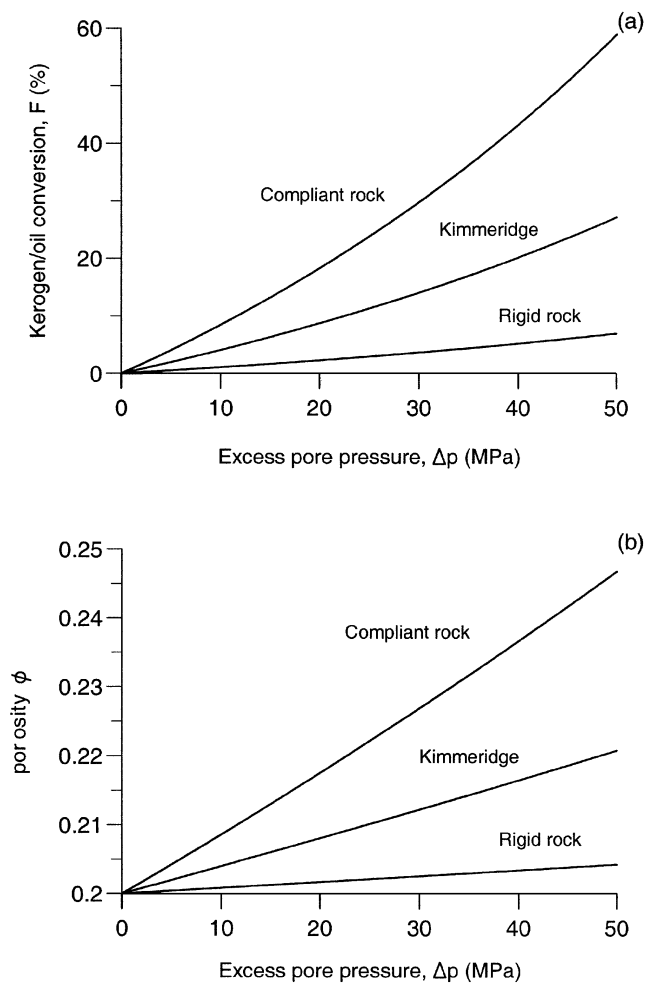 (a)
60
40
20
0
Kerogen/oil conversion, F (%)
Compliant rock
Kimmeridge
Rigid rock
0 10 20 30 40 50
Excess pore pressure, Δp (MPa)
(b)
0.25
0.24
0.23
0.22
0.21
0.2
por osity ϕ
Compliant rock
Kimmeridge
Rigid rock
0 10 20 30 40 50
Excess pore pressure, Δp (MPa)